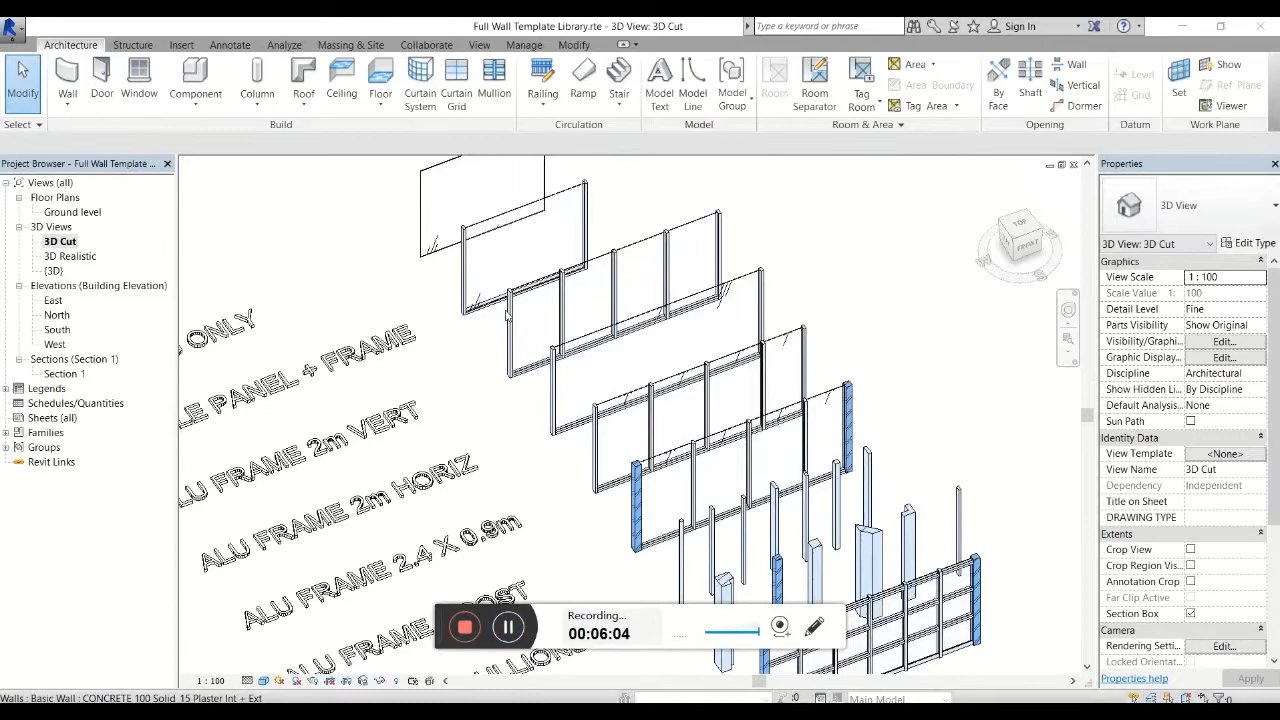 Full Wall Template Library.rte - 3D View: 3D Cut
Type a keyword or phrase
Sign In
Architecture Structure Insert Annotate Analyze Massing & Site Collaborate View Manage Modify
Modify Wall Door Window Component Column Roof Ceiling Floor Curtain System Curtain Grid Mullion Railing Ramp Stair Model Text Model Line Model Group Room Room Separator Tag Room
Area
Area Boundary
Tag Area
By Face Shaft Wall
Vertical
Dormer
Level
Grid
Set Show
Ref Plane
Viewer
Select Build Circulation Model Room & Area Opening Datum Work Plane
Project Browser - Full Wall Template ...
Views (all)
Floor Plans
Ground level
3D Views
3D Cut
3D Realistic
{3D}
Elevations (Building Elevation)
East
North
South
West
Sections (Section 1)
Section 1
Legends
Schedules/Quantities
Sheets (all)
Families
Groups
Revit Links
ONLY
LE PANEL + FRAME
LU FRAME 2m VERT
ALU FRAME 2m HORIZ
ALU FRAME 2,4 X 0.9m
ALU FRAME
OST
TOP
FRONT
Recording...
00:06:04
1 : 100
Properties
3D View
3D View: 3D Cut Edit Type
Graphics
View Scale 1 : 100
Scale Value 1: 100
Detail Level Fine
Parts Visibility Show Original
Visibility/Graphi... Edit...
Graphic Display... Edit...
Discipline Architectural
Show Hidden Li... By Discipline
Default Analysis... None
Sun Path
Identity Data
View Template <None>
View Name 3D Cut
Dependency Independent
Title on Sheet
DRAWING TYPE
Extents
Crop View
Crop Region Vis...
Annotation Crop
Far Clip Active
Section Box
Camera
Rendering Setti... Edit...
Locked Orientat...
Properties help Apply
Walls : Basic Wall : CONCRETE 100 Solid 15 Plaster Int + Ext
:0
Main Model
:0